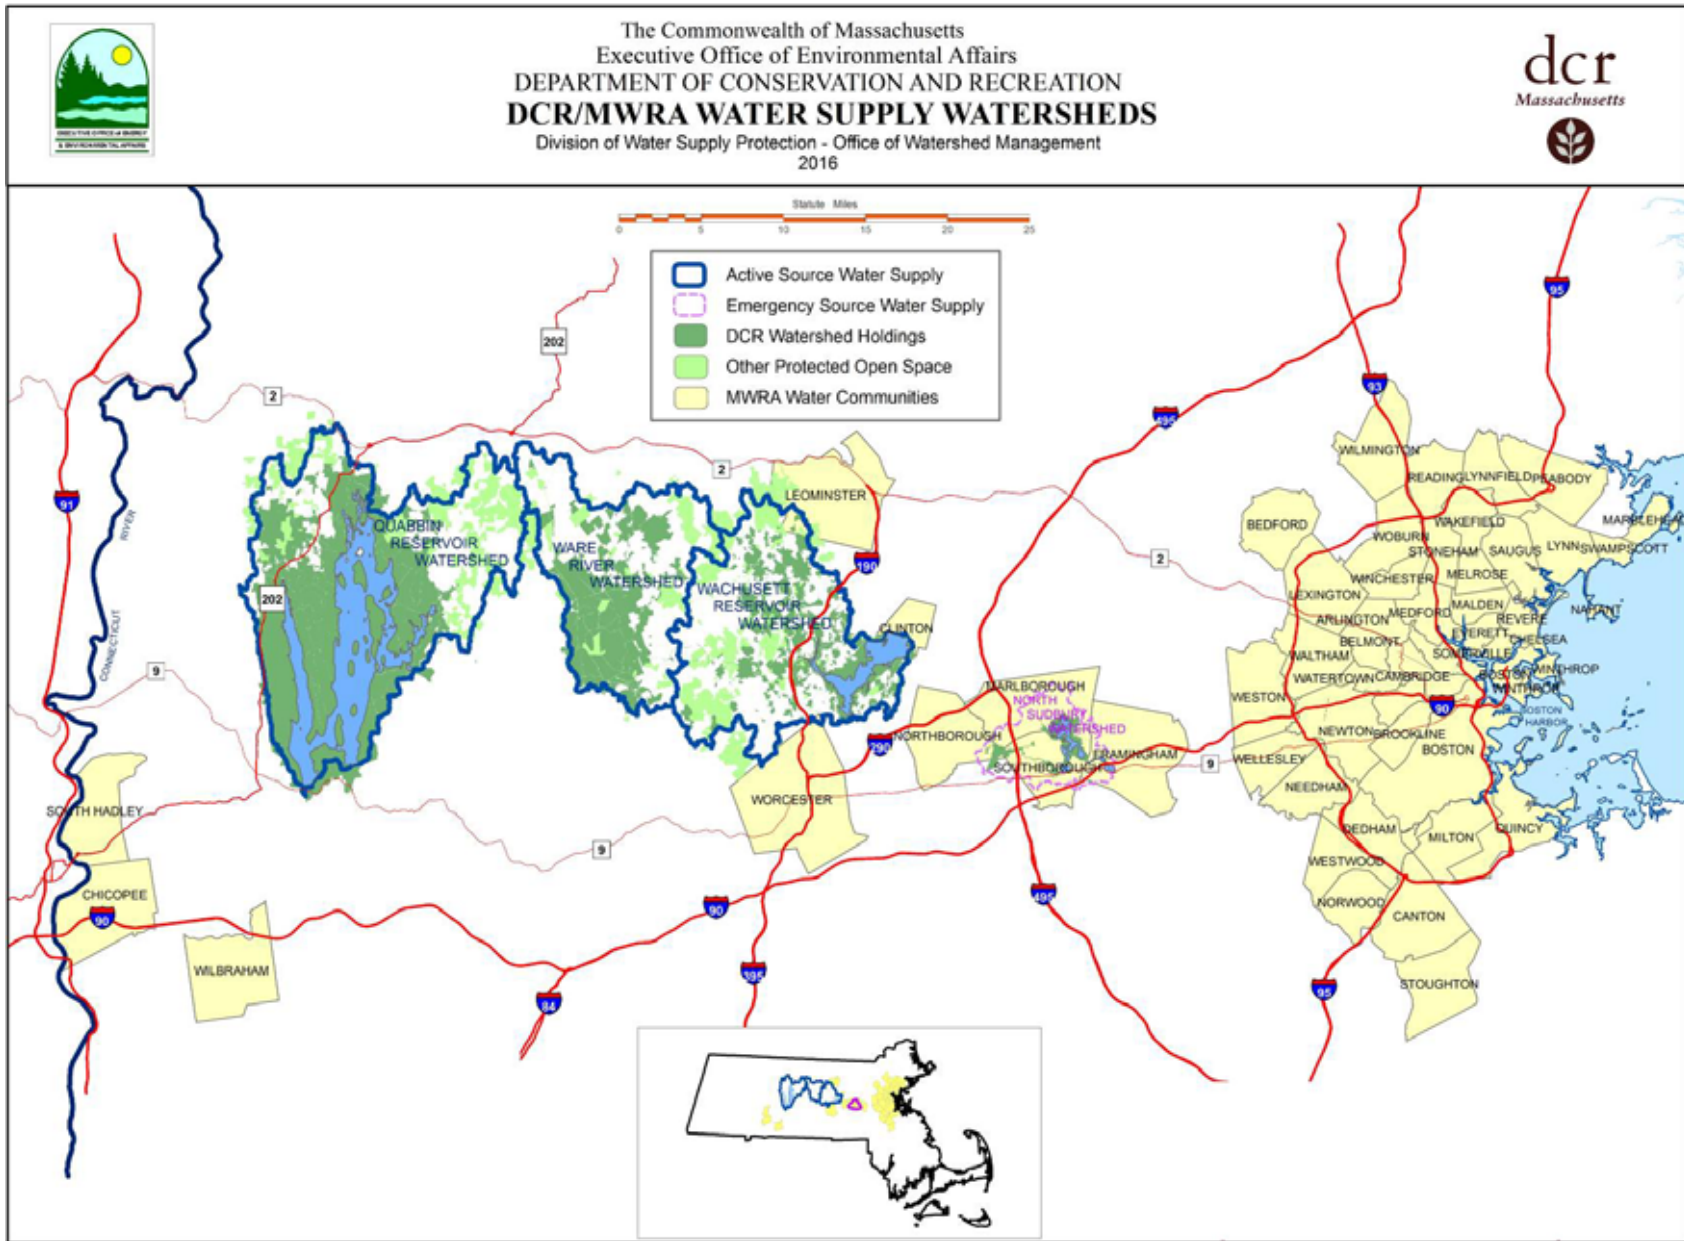 The Commonwealth of Massachusetts
Executive Office of Environmental Affairs
DEPARTMENT OF CONSERVATION AND RECREATION
DCR/MWRA WATER SUPPLY WATERSHEDS
Division of Water Supply Protection - Office of Watershed Management
2016
EXECUTIVE OFFICE of ENERGY
& ENVIRONMENTAL AFFAIRS
dcr
Massachusetts
Statute Miles
0 5 10 15 20 25
Active Source Water Supply
Emergency Source Water Supply
DCR Watershed Holdings
Other Protected Open Space
MWRA Water Communities
95
202
93
2
495
WILMINGTON
2
READING
LYNNFIELD
PEABODY
LEOMINSTER
91
RIVER
BEDFORD
WAKEFIELD
MARBLEHEAD
QUABBIN
RESERVOIR
WATERSHED
WOBURN
STONEHAM
SAUGUS
LYNN
SWAMPSCOTT
WARE
RIVER
WATERSHED
2
190
WINCHESTER
MELROSE
WACHUSETT
RESERVOIR
WATERSHED
202
LEXINGTON
MEDFORD
MALDEN
NAHANT
ARLINGTON
REVERE
CONNECTICUT
CLINTON
EVERETT
CHELSEA
BELMONT
SOMERVILLE
WALTHAM
9
WATERTOWN
CAMBRIDGE
BOSTON
WINTHROP
WINTHROP
MARLBOROUGH
NORTH
SUDBURY
WATERSHED
WESTON
90
BOSTON
HARBOR
NORTHBOROUGH
290
NEWTON
BROOKLINE
BOSTON
FRAMINGHAM
SOUTHBOROUGH
9
WELLESLEY
NEEDHAM
WORCESTER
SOUTH HADLEY
DEDHAM
MILTON
QUINCY
9
WESTWOOD
CHICOPEE
90
495
NORWOOD
CANTON
90
WILBRAHAM
395
84
95
STOUGHTON